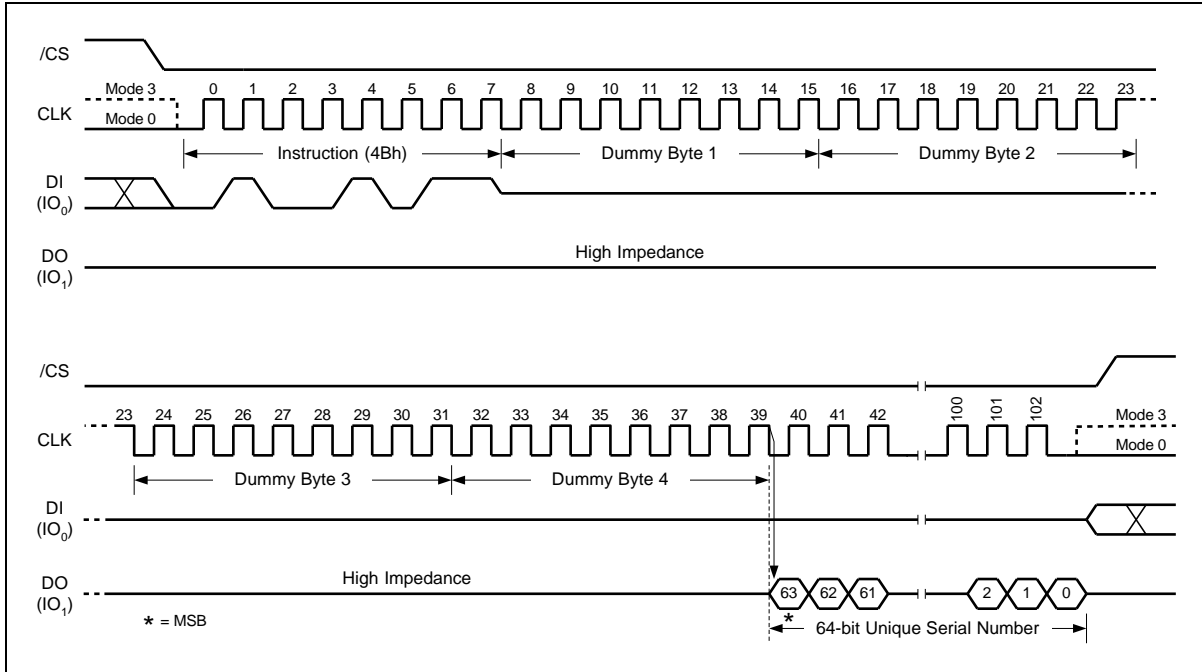 /CS
Mode 3
0 1 2 3 4 5 6 7 8 9 10 11 12 13 14 15 16 17 18 19 20 21 22 23
CLK
Mode 0
Instruction (4Bh)
Dummy Byte 1
Dummy Byte 2
DI
(IO0)
DO
(IO1)
High Impedance
/CS
23 24 25 26 27 28 29 30 31 32 33 34 35 36 37 38 39 40 41 42 100 101 102
Mode 3
CLK
Mode 0
Dummy Byte 3
Dummy Byte 4
DI
(IO0)
DO
(IO1)
High Impedance
63 62 61 2 1 0
* = MSB
*
64-bit Unique Serial Number